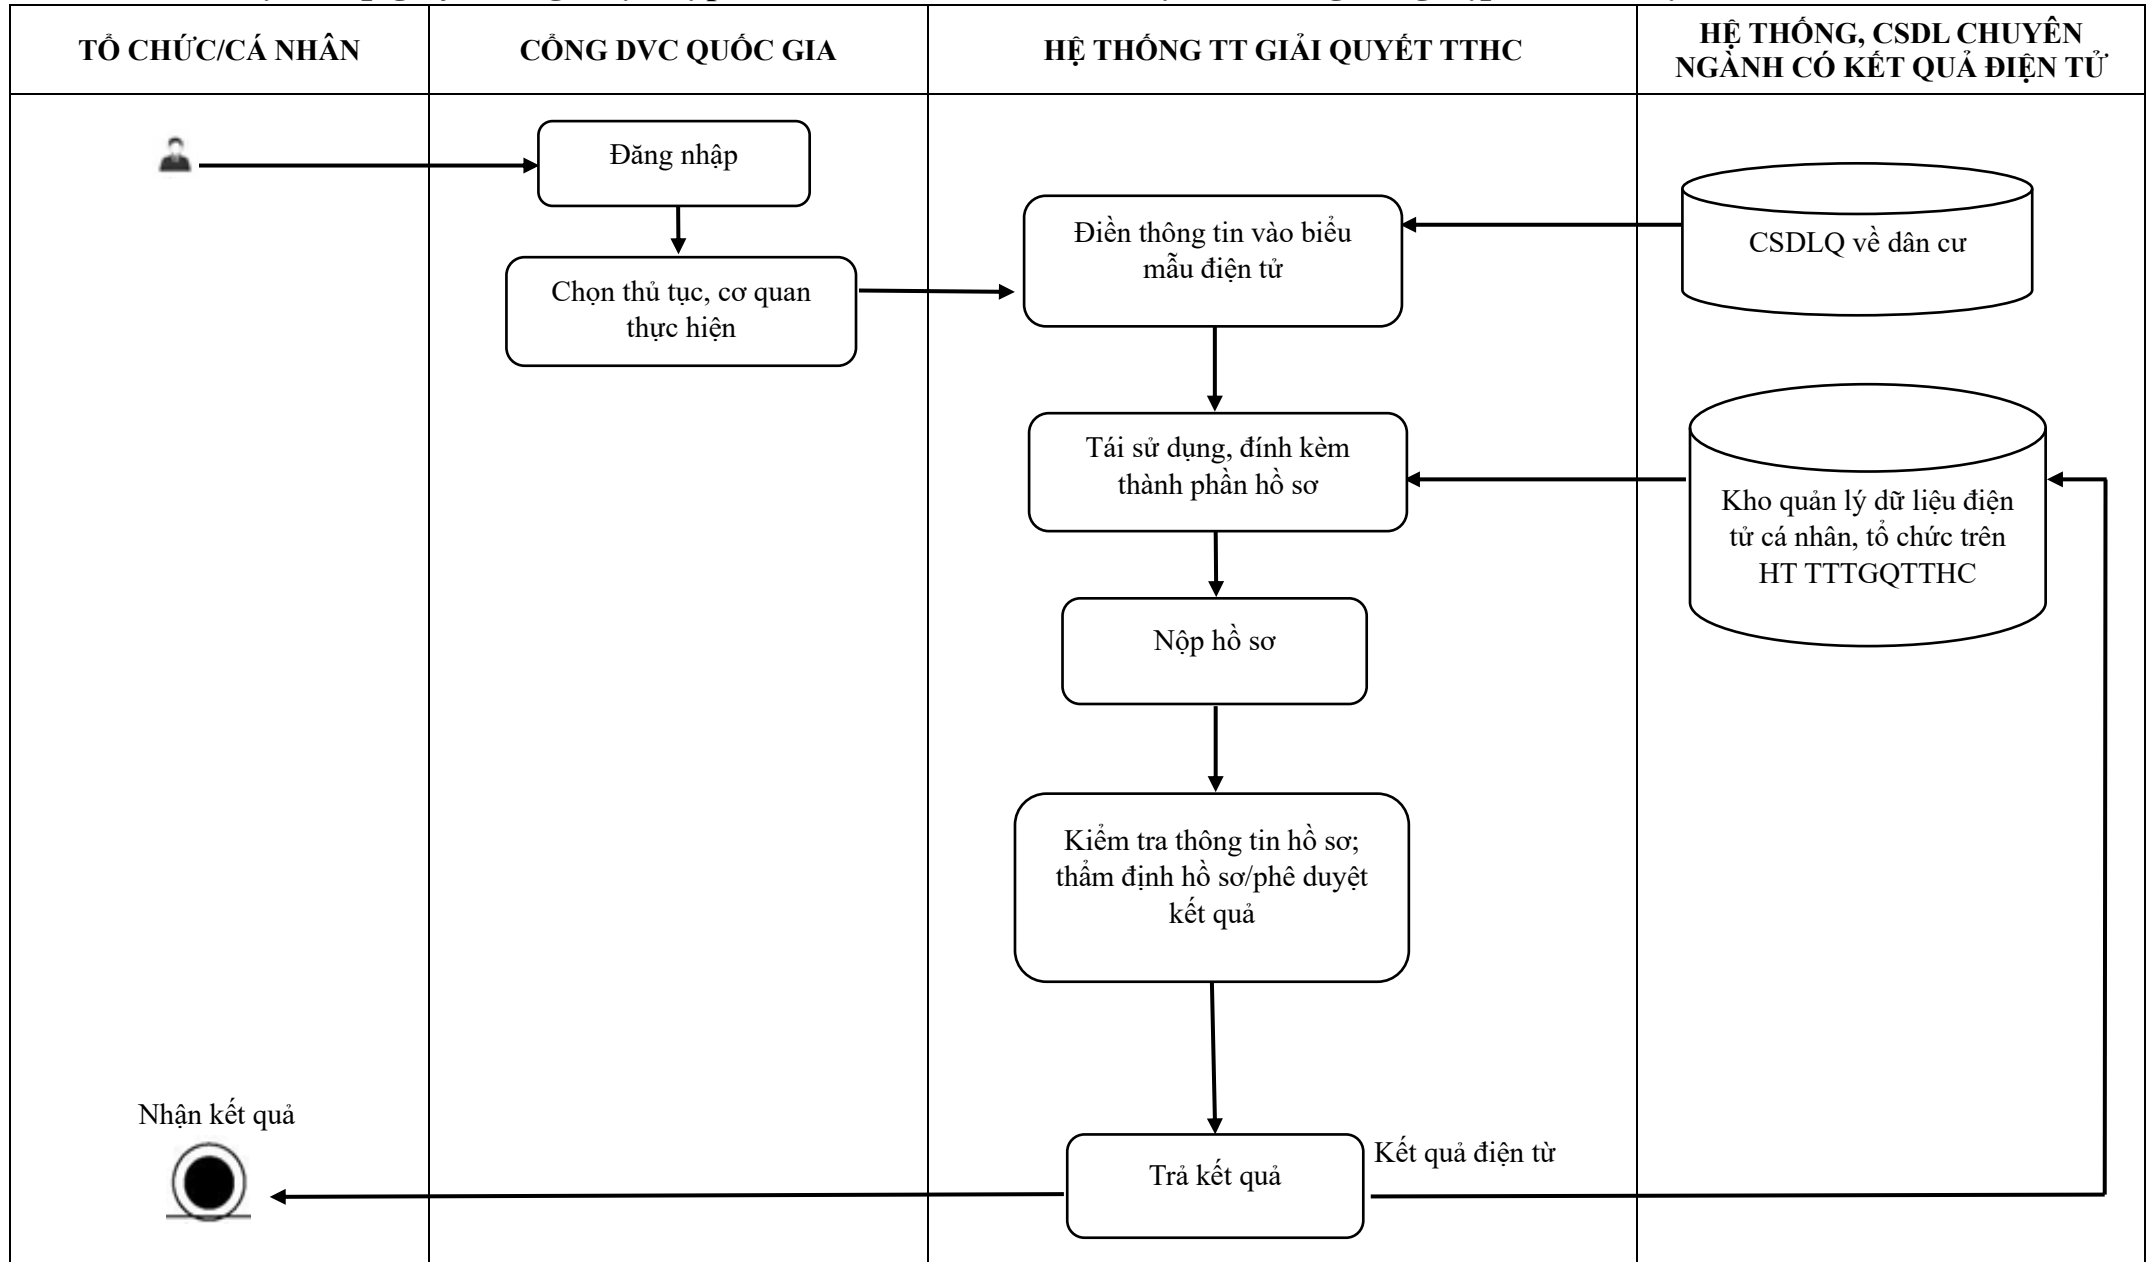 TỔ CHỨC/CÁ NHÂN
CỔNG DVC QUỐC GIA
HỆ THỐNG TT GIẢI QUYẾT TTHC
HỆ THỐNG, CSDL CHUYÊN
NGÀNH CÓ KẾT QUẢ ĐIỆN TỬ
Đăng nhập
Chọn thủ tục, cơ quan
thực hiện
Điền thông tin vào biểu
mẫu điện tử
CSDLQ về dân cư
Tái sử dụng, đính kèm
thành phần hồ sơ
Kho quản lý dữ liệu điện
tử cá nhân, tổ chức trên
HT TTTGQTTHC
Nộp hồ sơ
Kiểm tra thông tin hồ sơ;
thẩm định hồ sơ/phê duyệt
kết quả
Nhận kết quả
Trả kết quả
Kết quả điện từ